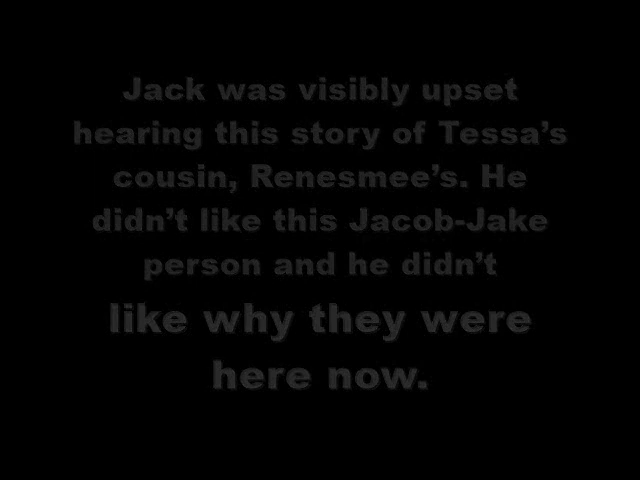 Jack was visibly upset
hearing this story of Tessa’s
cousin, Renesmee’s. He
didn’t like this Jacob-Jake
person and he didn’t
like why they were
here now.